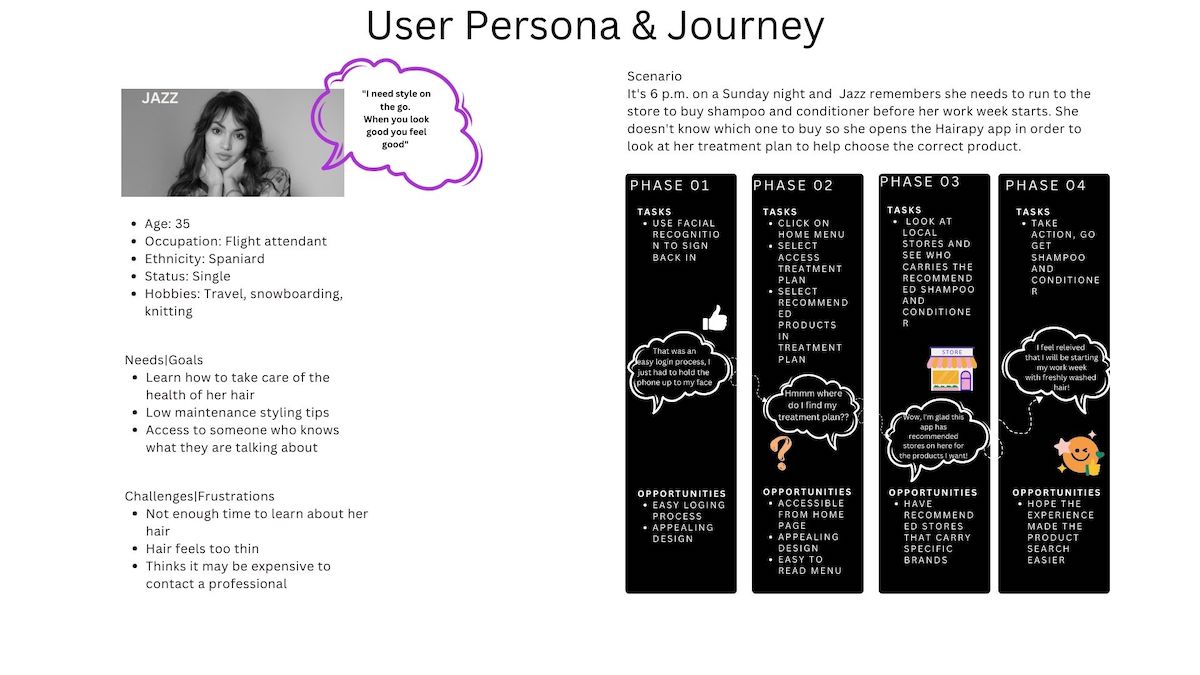 User Persona & Journey
JAZZ
"I need style on
the go.
When you look
good you feel
good"
• Age: 35
• Occupation: Flight attendant
• Ethnicity: Spaniard
• Status: Single
• Hobbies: Travel, snowboarding,
knitting
Needs|Goals
• Learn how to take care of the
health of her hair
• Low maintenance styling tips
• Access to someone who knows
what they are talking about
Challenges|Frustrations
• Not enough time to learn about her
hair
• Hair feels too thin
• Thinks it may be expensive to
contact a professional
Scenario
It's 6 p.m. on a Sunday night and Jazz remembers she needs to run to the
store to buy shampoo and conditioner before her work week starts. She
doesn't know which one to buy so she opens the Hairapy app in order to
look at her treatment plan to help choose the correct product.
PHASE 01
TASKS
• USE FACIAL
RECOGNITIO
N TO SIGN
BACK IN
That was an
easy login process, I
just had to hold the
phone up to my face
OPPORTUNITIES
• EASY LOGING
PROCESS
• APPEALING
DESIGN
PHASE 02
TASKS
• CLICK ON
HOME MENU
• SELECT
ACCESS
TREATMENT
PLAN
• SELECT
RECOMMEND
ED
PRODUCTS
IN
TREATMENT
PLAN
Hmmm where
do I find my
treatment plan??
?
OPPORTUNITIES
• ACCESSIBLE
FROM HOME
PAGE
• APPEALING
DESIGN
• EASY TO
READ MENU
PHASE 03
TASKS
• LOOK AT
LOCAL
STORES AND
SEE WHO
CARRIES THE
RECOMMEND
ED SHAMPOO
AND
CONDITIONE
R
STORE
Wow, I'm glad this
app has
recommended
stores on here for
the products I want!
OPPORTUNITIES
• HAVE
RECOMMEND
ED STORES
THAT CARRY
SPECIFIC
BRANDS
PHASE 04
TASKS
• TAKE
ACTION, GO
GET
SHAMPOO
AND
CONDITIONE
R
I feel releived
that I will be starting
my work week
with freshly washed
hair!
OPPORTUNITIES
• HOPE THE
EXPERIENCE
MADE THE
PRODUCT
SEARCH
EASIER